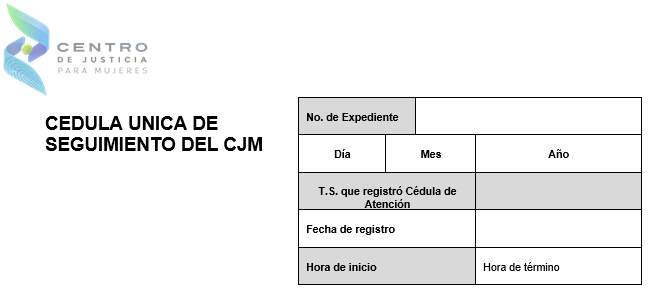 CENTRO
DE JUSTICIA
PARA MUJERES
CEDULA UNICA DE
SEGUIMIENTO DEL CJM
No. de Expediente
Día Mes Año
T.S. que registró Cédula de
Atención
Fecha de registro
Hora de inicio Hora de término